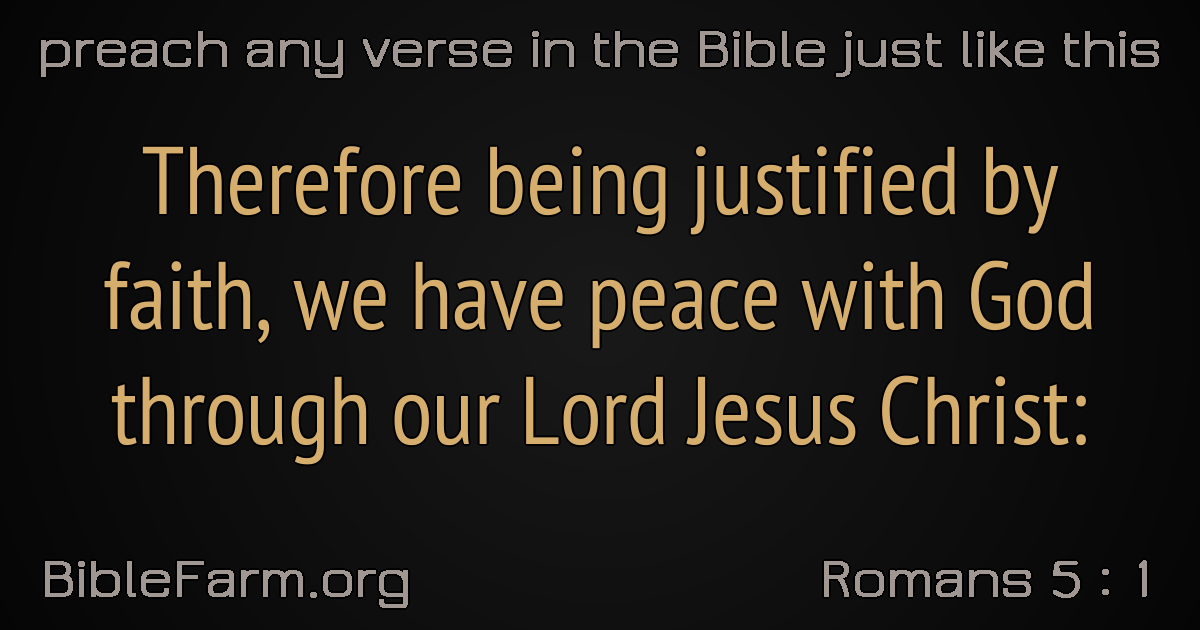 preach any verse in the Bible just like this
Therefore being justified by
faith, we have peace with God
through our Lord Jesus Christ:
BibleFarm.org
Romans 5 : 1